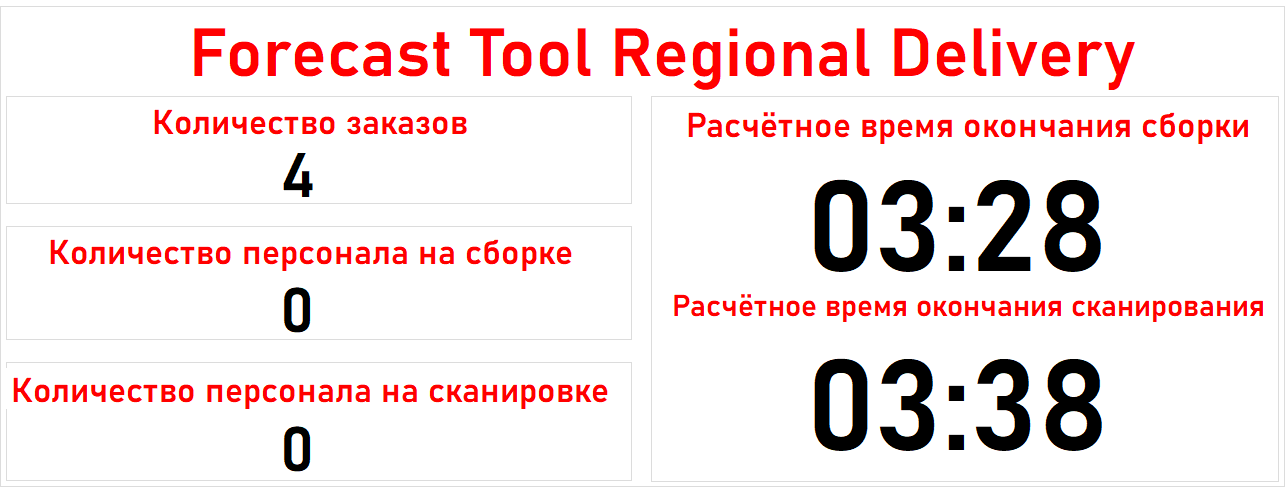 Forecast Tool Regional Delivery
Количество заказов
4
Количество персонала на сборке
0
Количество персонала на сканировке
0
Расчётное время окончания сборки
03:28
Расчётное время окончания сканирования
03:38